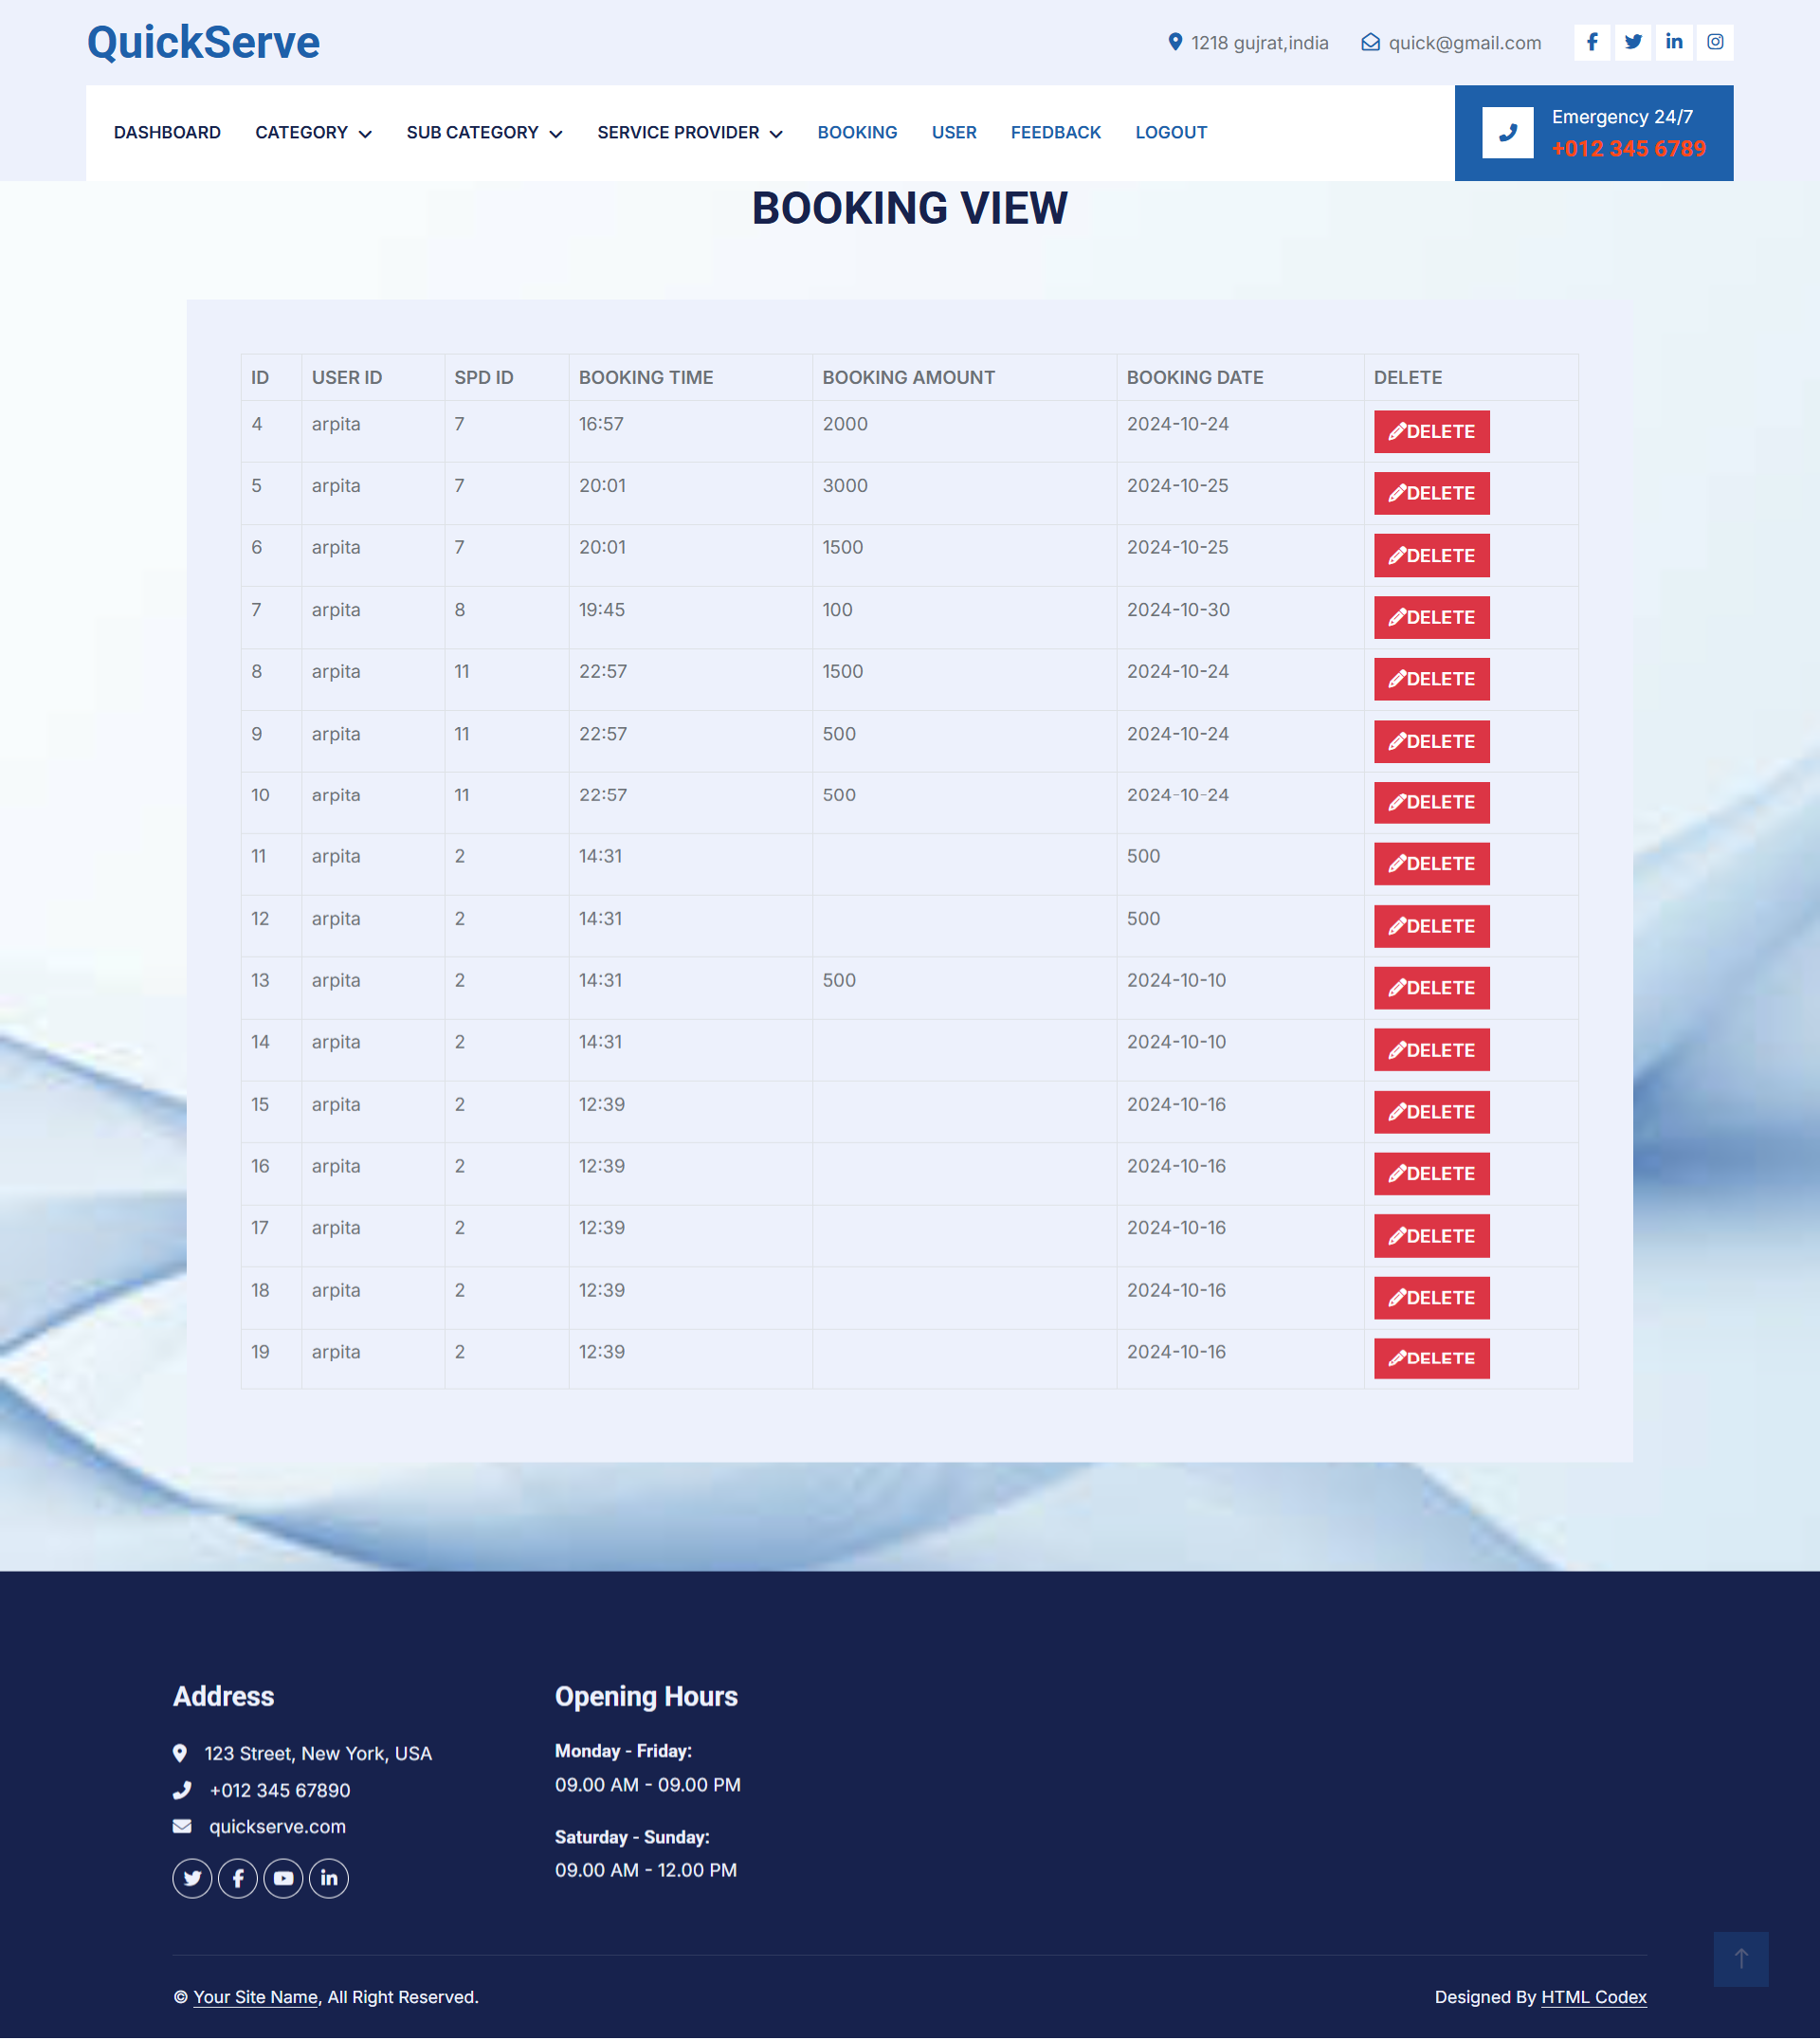 QuickServe
1218 gujrat,india
quick@gmail.com
DASHBOARD CATEGORY SUB CATEGORY SERVICE PROVIDER BOOKING USER FEEDBACK LOGOUT
Emergency 24/7
+012 345 6789
BOOKING VIEW
ID USER ID SPD ID BOOKING TIME BOOKING AMOUNT BOOKING DATE DELETE
4 arpita 7 16:57 2000 2024-10-24 DELETE
5 arpita 7 20:01 3000 2024-10-25 DELETE
6 arpita 7 20:01 1500 2024-10-25 DELETE
7 arpita 8 19:45 100 2024-10-30 DELETE
8 arpita 11 22:57 1500 2024-10-24 DELETE
9 arpita 11 22:57 500 2024-10-24 DELETE
10 arpita 11 22:57 500 2024-10-24 DELETE
11 arpita 2 14:31 500 DELETE
12 arpita 2 14:31 500 DELETE
13 arpita 2 14:31 500 2024-10-10 DELETE
14 arpita 2 14:31 2024-10-10 DELETE
15 arpita 2 12:39 2024-10-16 DELETE
16 arpita 2 12:39 2024-10-16 DELETE
17 arpita 2 12:39 2024-10-16 DELETE
18 arpita 2 12:39 2024-10-16 DELETE
19 arpita 2 12:39 2024-10-16 DELETE
Address
123 Street, New York, USA
+012 345 67890
quickserve.com
Opening Hours
Monday - Friday:
09.00 AM - 09.00 PM
Saturday - Sunday:
09.00 AM - 12.00 PM
© Your Site Name, All Right Reserved.
Designed By HTML Codex